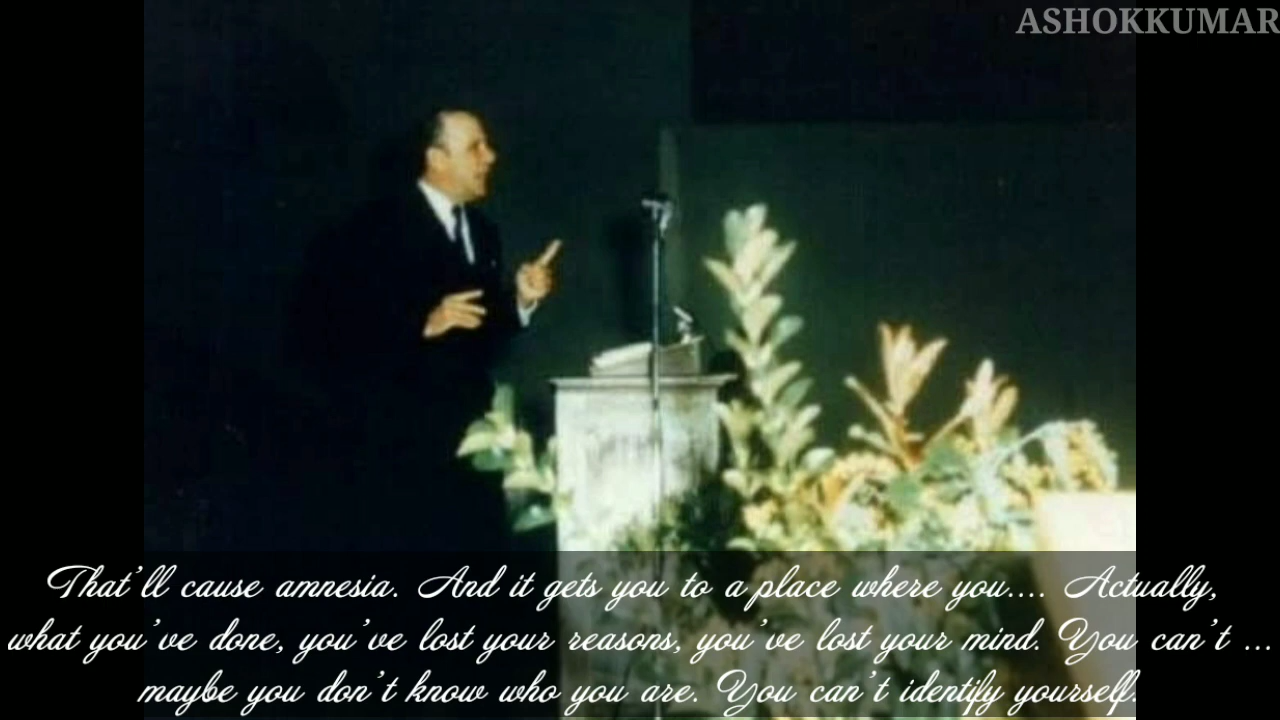 ASHOKKUMAR
That'll cause amnesia. And it gets you to a place where you.... Actually,
what you've done, you've lost your reasons, you've lost your mind. You can't ...
maybe you don't know who you are. You can't identify yourself.